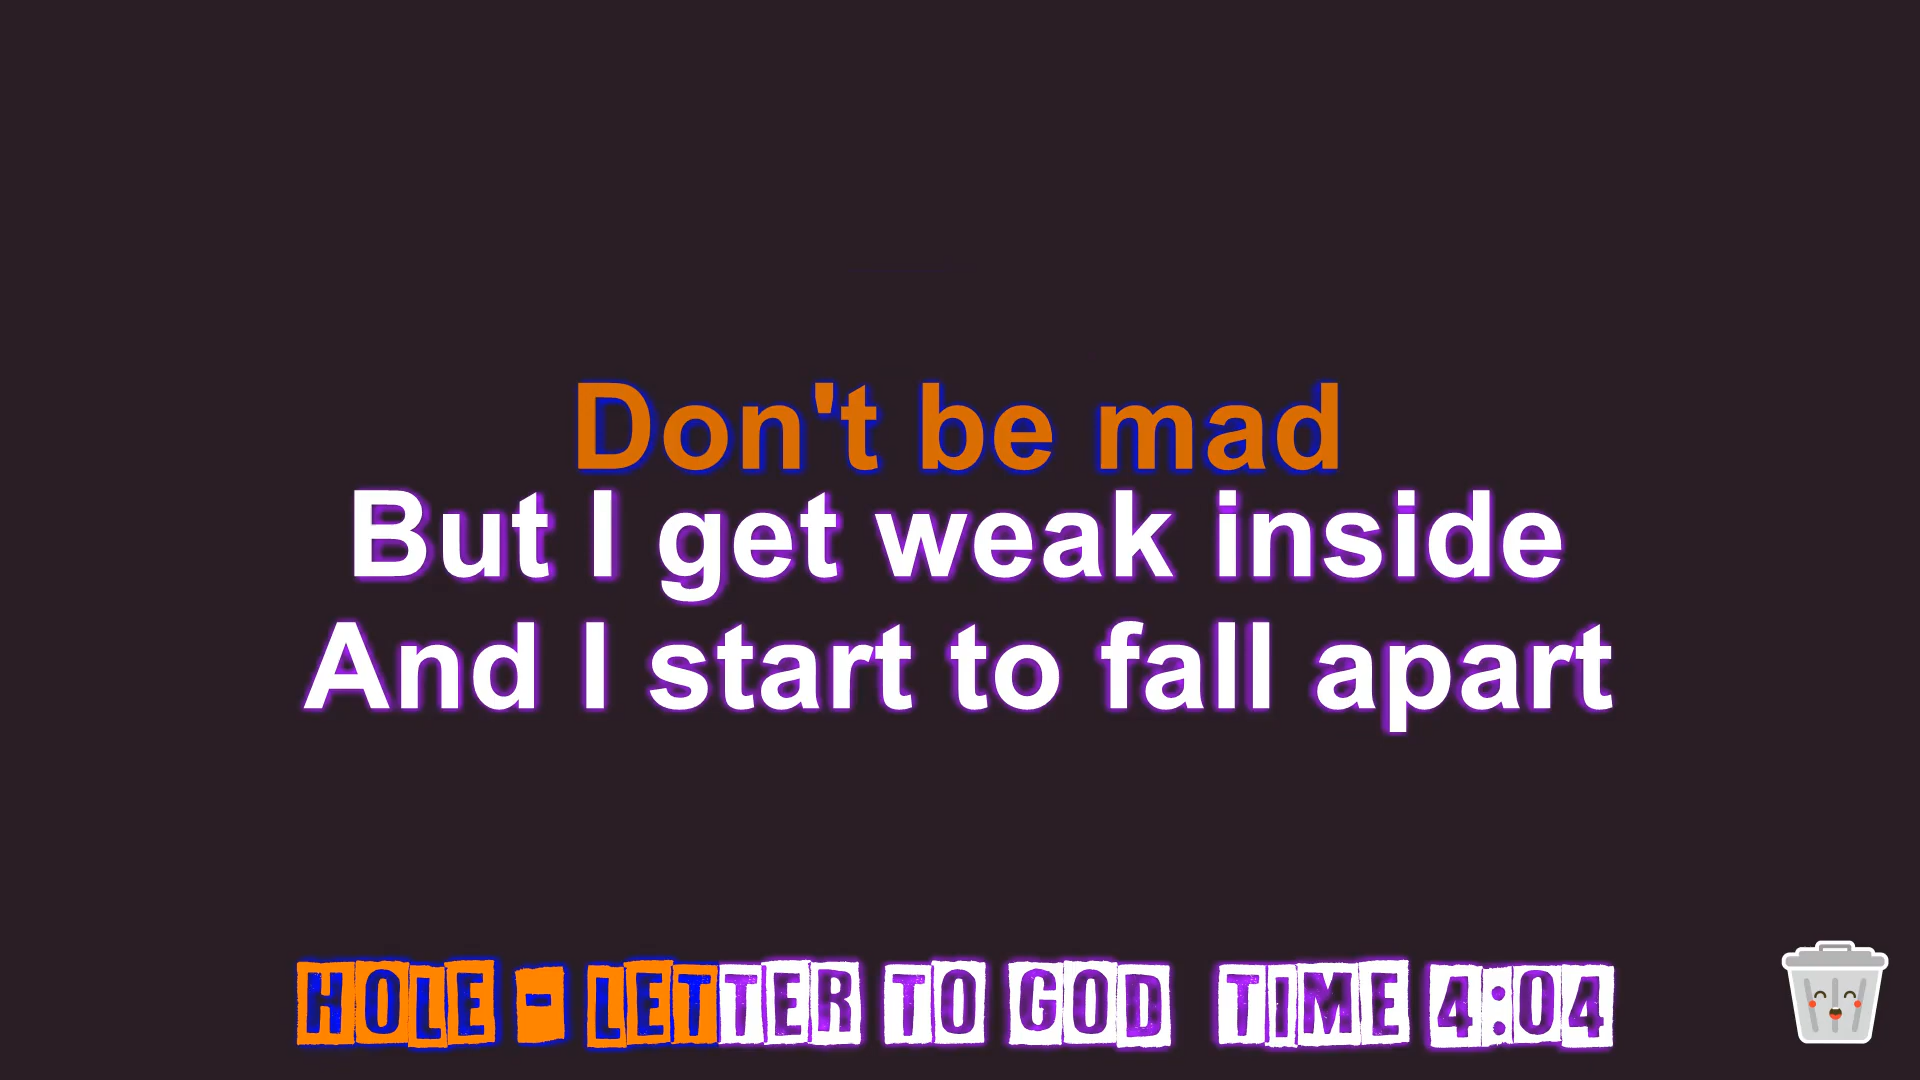 Don't be mad
But I get weak inside
And I start to fall apart
HOLE - LETTER TO GOD TIME 4:04